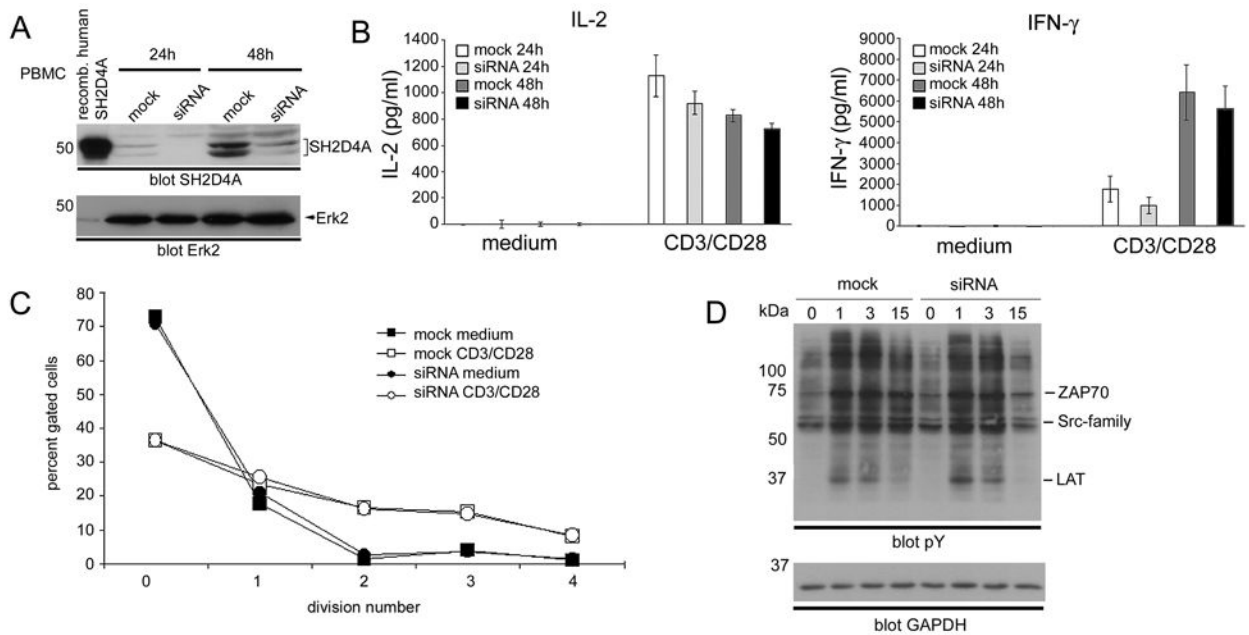 A
PBMC
recomb. human
SH2D4A
24h
48h
mock
siRNA
mock
siRNA
50
SH2D4A
blot SH2D4A
50
Erk2
blot Erk2
B
IL-2
IL-2 (pg/ml)
1400
1200
1000
800
600
400
200
0
mock 24h
siRNA 24h
mock 48h
siRNA 48h
medium
CD3/CD28
IFN-γ
IFN-γ (pg/ml)
9000
8000
7000
6000
5000
4000
3000
2000
1000
0
mock 24h
siRNA 24h
mock 48h
siRNA 48h
medium
CD3/CD28
C
percent gated cells
80
70
60
50
40
30
20
10
0
mock medium
mock CD3/CD28
siRNA medium
siRNA CD3/CD28
0 1 2 3 4
division number
D
mock siRNA
kDa 0 1 3 15 0 1 3 15
100
75
50
37
ZAP70
Src-family
LAT
blot pY
37
blot GAPDH